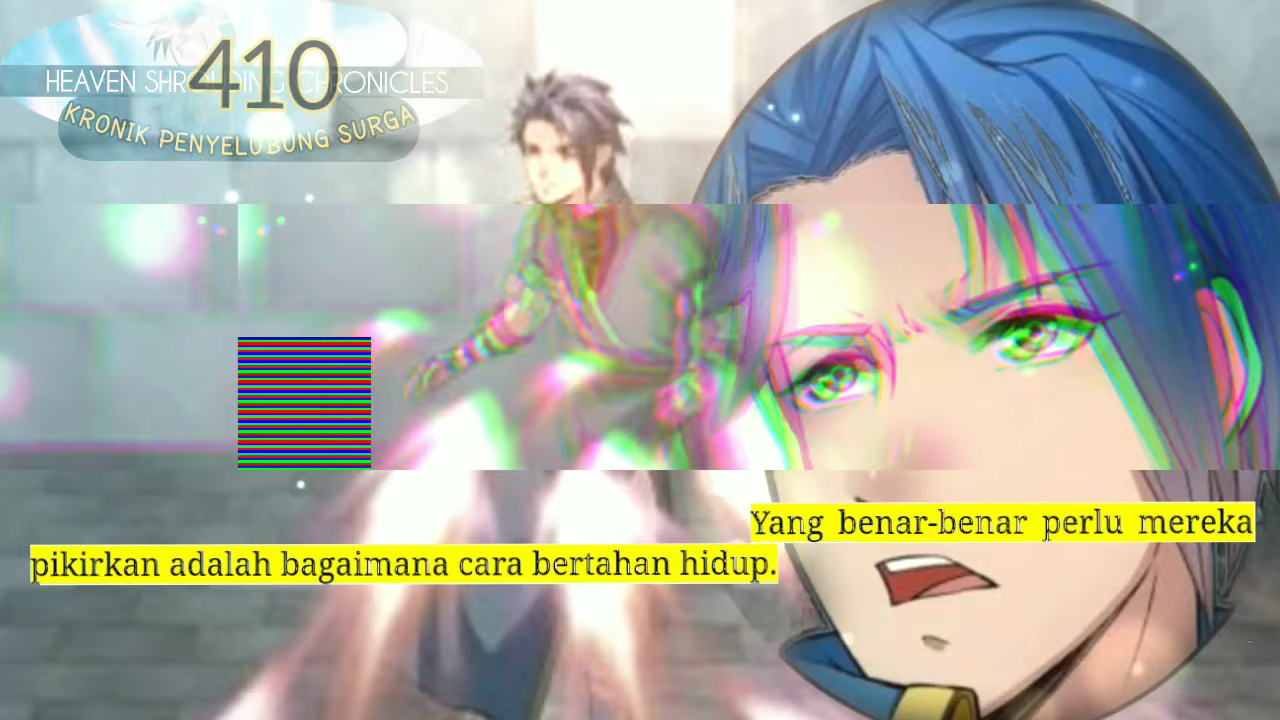 410
HEAVEN SHROUDING CHRONICLES
KRONIK PENYELUBUNG SURGA
Yang benar-benar perlu mereka
pikirkan adalah bagaimana cara bertahan hidup.